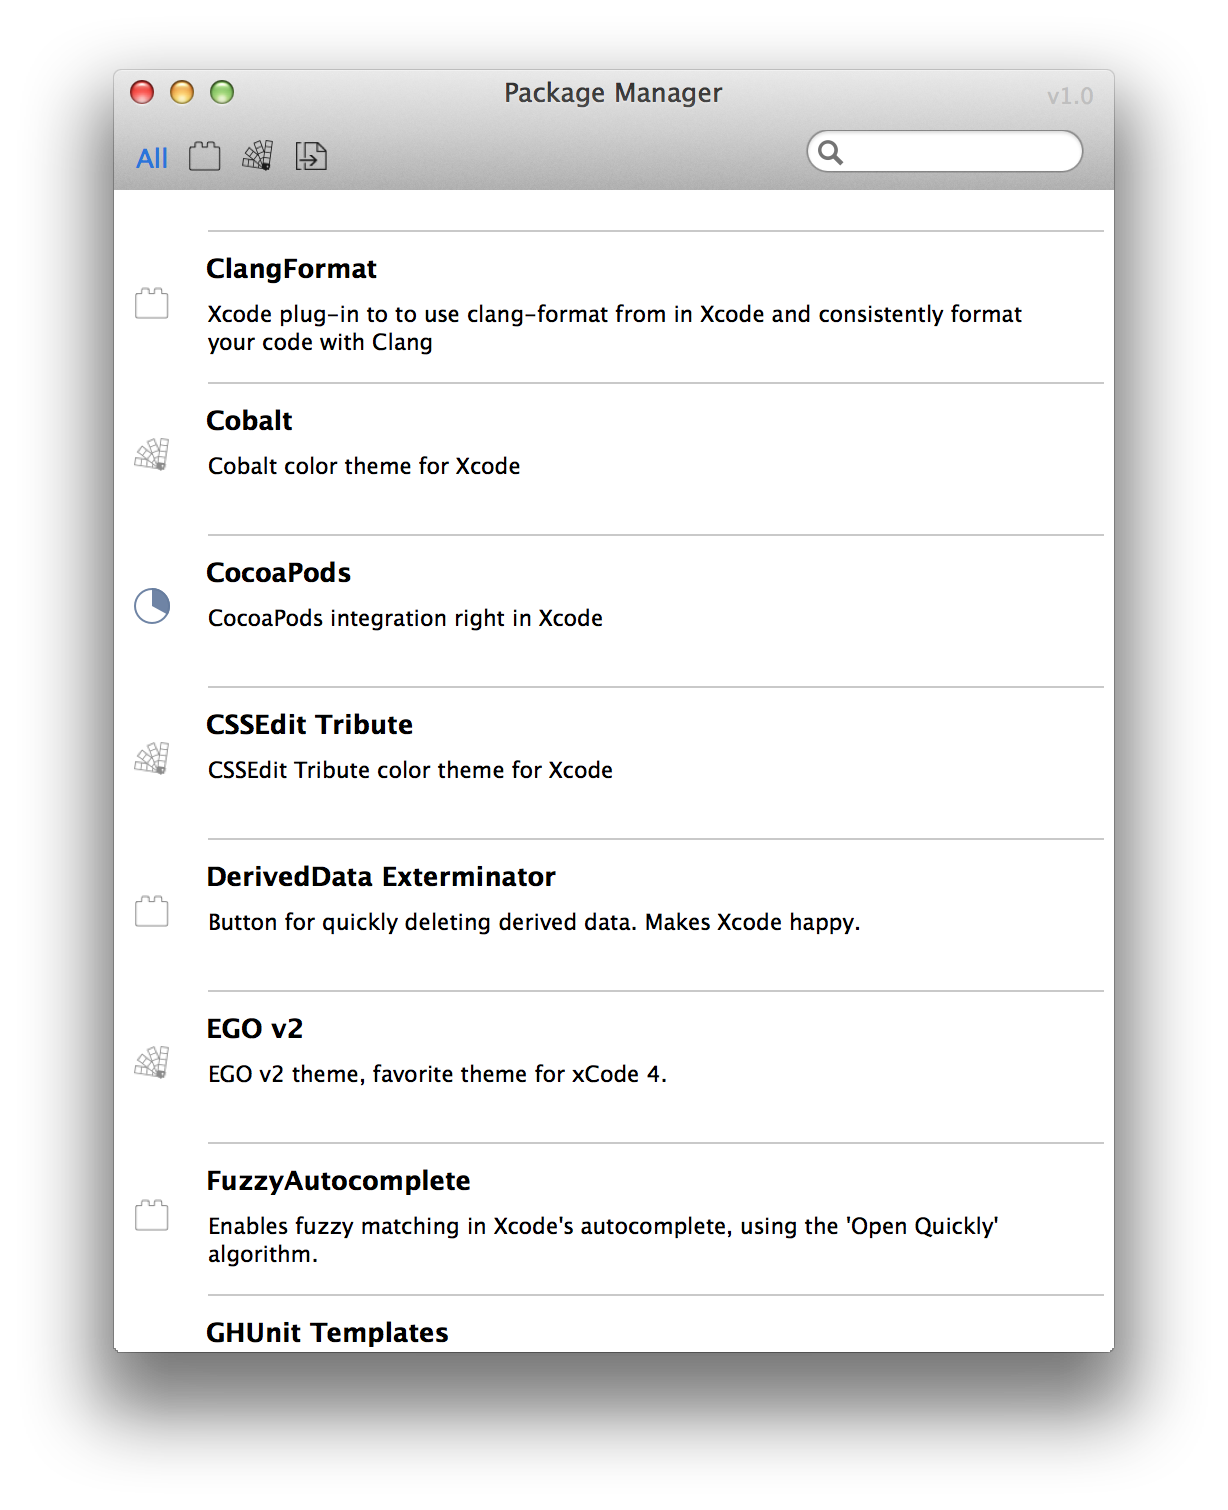 Package Manager
v1.0
All
ClangFormat
Xcode plug-in to to use clang-format from in Xcode and consistently format
your code with Clang
Cobalt
Cobalt color theme for Xcode
CocoaPods
CocoaPods integration right in Xcode
CSSEdit Tribute
CSSEdit Tribute color theme for Xcode
DerivedData Exterminator
Button for quickly deleting derived data. Makes Xcode happy.
EGO v2
EGO v2 theme, favorite theme for xCode 4.
FuzzyAutocomplete
Enables fuzzy matching in Xcode's autocomplete, using the 'Open Quickly'
algorithm.
GHUnit Templates